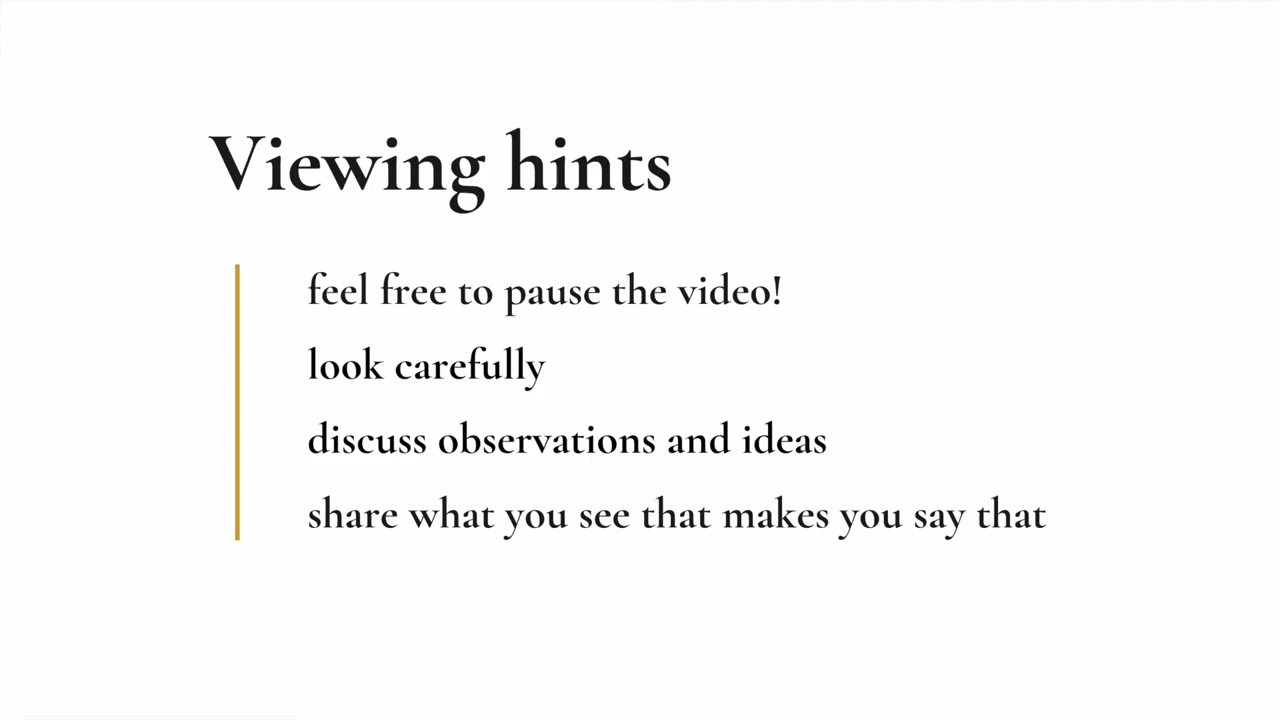 Viewing hints
feel free to pause the video!
look carefully
discuss observations and ideas
share what you see that makes you say that